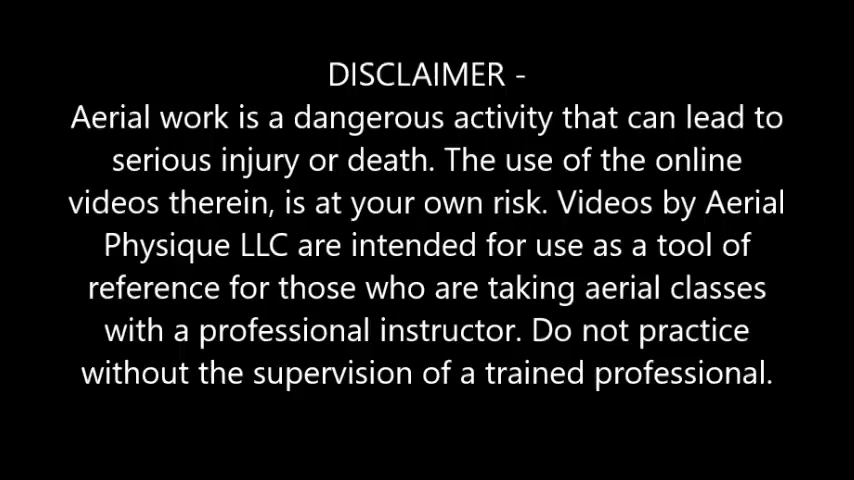 DISCLAIMER -
Aerial work is a dangerous activity that can lead to
serious injury or death. The use of the online
videos therein, is at your own risk. Videos by Aerial
Physique LLC are intended for use as a tool of
reference for those who are taking aerial classes
with a professional instructor. Do not practice
without the supervision of a trained professional.